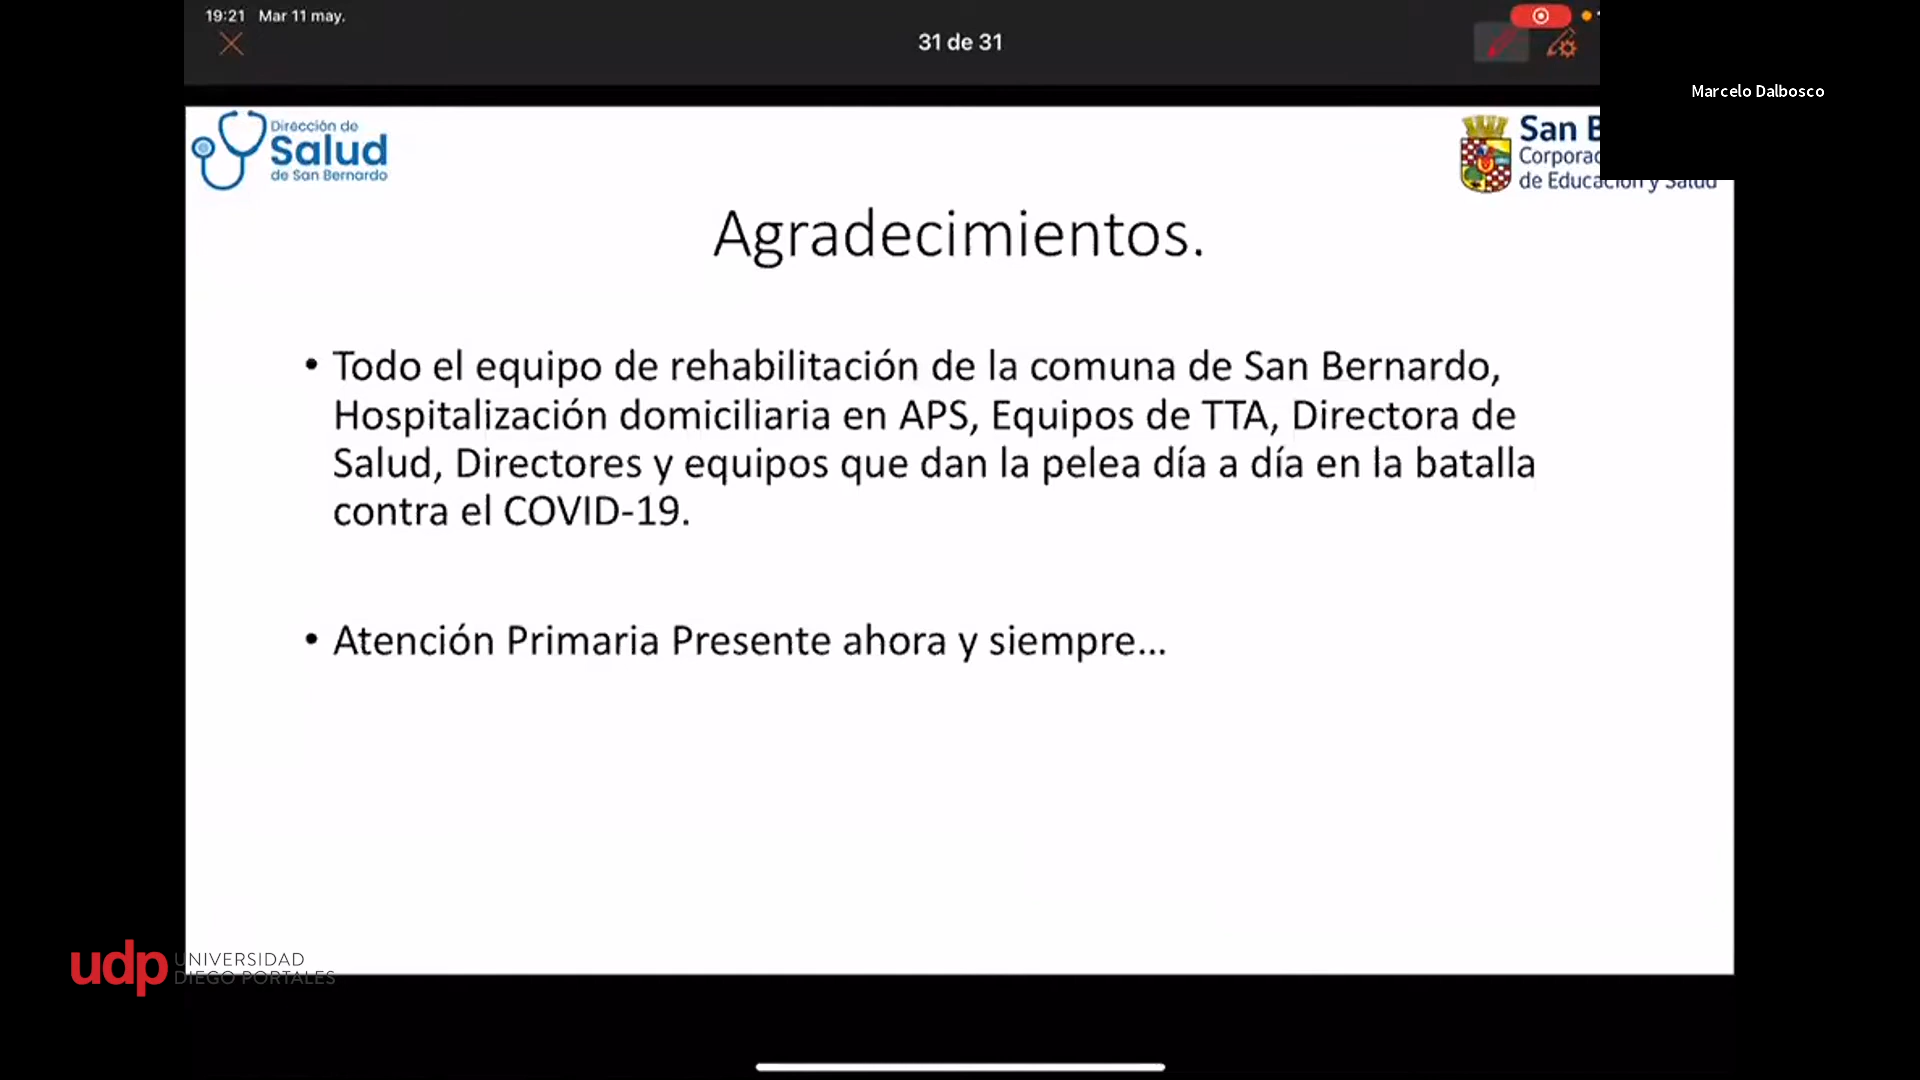 19:21 Mar 11 may.
31 de 31
Marcelo Dalbosco
Dirección de
Salud
de San Bernardo
San B
Corporac
de Educación y Salud
Agradecimientos.
• Todo el equipo de rehabilitación de la comuna de San Bernardo,
Hospitalización domiciliaria en APS, Equipos de TTA, Directora de
Salud, Directores y equipos que dan la pelea día a día en la batalla
contra el COVID-19.
• Atención Primaria Presente ahora y siempre...
udp UNIVERSIDAD
DIEGO PORTALES